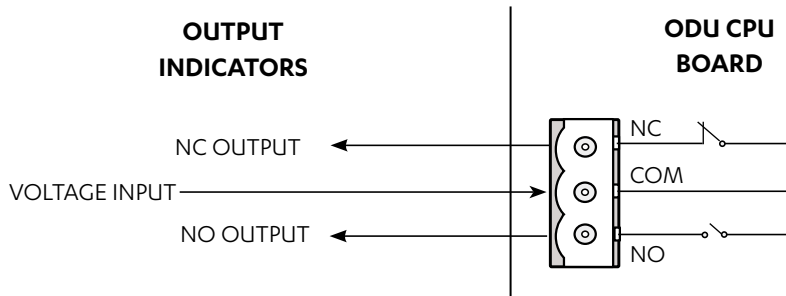 OUTPUT
INDICATORS
ODU CPU
BOARD
NC OUTPUT
NC
VOLTAGE INPUT
COM
NO OUTPUT
NO